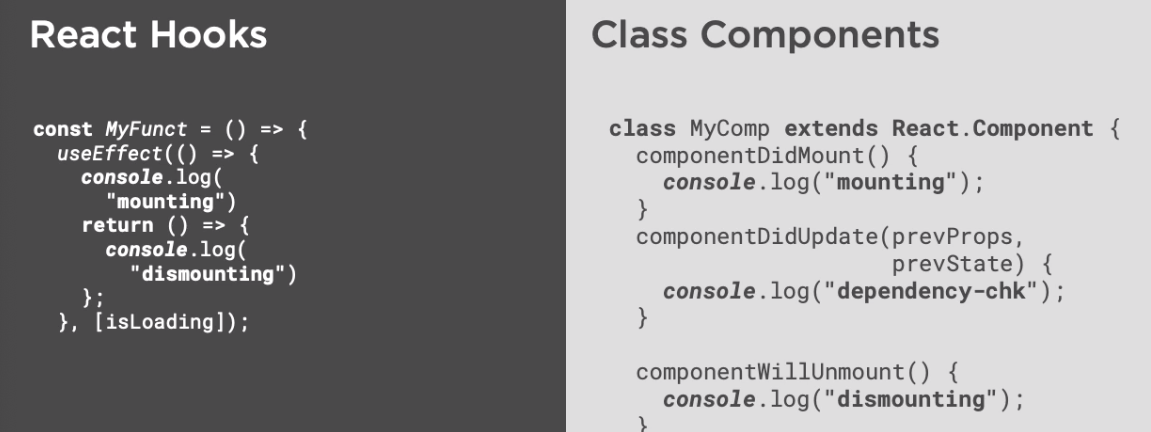 React Hooks
const MyFunct = () => {
  useEffect(() => {
    console.log(
      "mounting")
    return () => {
      console.log(
        "dismounting")
    };
  }, [isLoading]);
Class Components
class MyComp extends React.Component {
  componentDidMount() {
    console.log("mounting");
  }
  componentDidUpdate(prevProps,
                     prevState) {
    console.log("dependency-chk");
  }
  componentWillUnmount() {
    console.log("dismounting");
  }